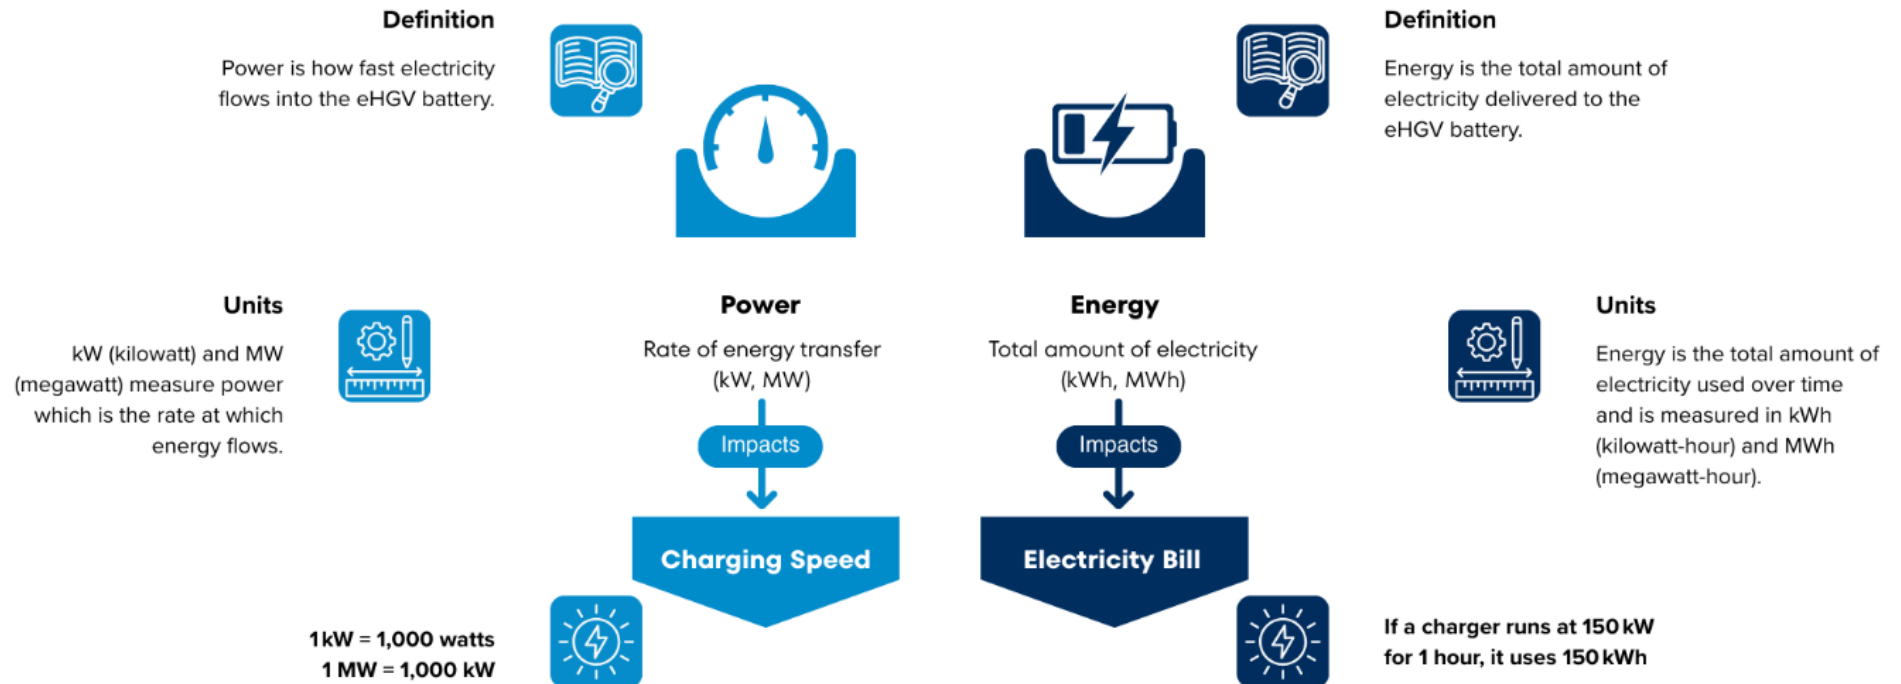 Definition
Power is how fast electricity
flows into the eHGV battery.
Definition
Energy is the total amount of
electricity delivered to the
eHGV battery.
Units
kW (kilowatt) and MW
(megawatt) measure power
which is the rate at which
energy flows.
Power
Rate of energy transfer
(kW, MW)
Impacts
Charging Speed
Energy
Total amount of electricity
(kWh, MWh)
Impacts
Electricity Bill
Units
Energy is the total amount of
electricity used over time
and is measured in kWh
(kilowatt-hour) and MWh
(megawatt-hour).
1 kW = 1,000 watts
1 MW = 1,000 kW
If a charger runs at 150 kW
for 1 hour, it uses 150 kWh